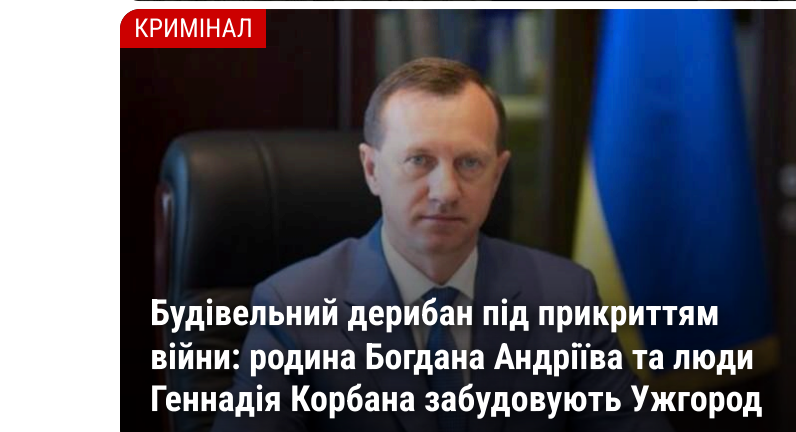 КРИМІНАЛ
Будівельний дерибан під прикриттям
війни: родина Богдана Андріїва та люди
Геннадія Корбана забудовують Ужгород